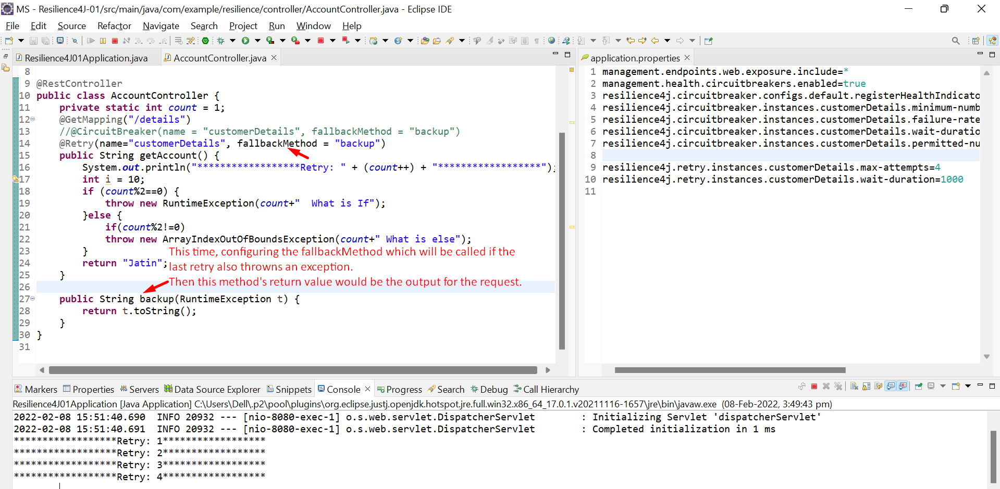 MS - Resilience4J-01/src/main/java/com/example/resilience/controller/AccountController.java - Eclipse IDE
File Edit Source Refactor Navigate Search Project Run Window Help
Resilience4J01Application.java AccountController.java
8
9 @RestController
10 public class AccountController {
11 private static int count = 1;
12 @GetMapping("/details")
13 //@CircuitBreaker(name = "customerDetails", fallbackMethod = "backup")
14 @Retry(name="customerDetails", fallbackMethod = "backup")
15 public String getAccount() {
16 System.out.println("******************Retry: " + (count++) + "******************");
17 int i = 10;
18 if (count%2==0) {
19 throw new RuntimeException(count+"  What is If");
20 }else {
21 if(count%2!=0)
22 throw new ArrayIndexOutOfBoundsException(count+" What is else");
23 }
24 return "Jatin";
25 }
26
27 public String backup(RuntimeException t) {
28 return t.toString();
29 }
30 }
31
This time, configuring the fallbackMethod which will be called if the
last retry also throwns an exception.
Then this method's return value would be the output for the request.
application.properties
1 management.endpoints.web.exposure.include=*
2 management.health.circuitbreakers.enabled=true
3 resilience4j.circuitbreaker.configs.default.registerHealthIndicato
4 resilience4j.circuitbreaker.instances.customerDetails.minimum-numb
5 resilience4j.circuitbreaker.instances.customerDetails.failure-rate
6 resilience4j.circuitbreaker.instances.customerDetails.wait-duratio
7 resilience4j.circuitbreaker.instances.customerDetails.permitted-nu
8
9 resilience4j.retry.instances.customerDetails.max-attempts=4
10 resilience4j.retry.instances.customerDetails.wait-duration=1000
11
Markers Properties Servers Data Source Explorer Snippets Console Progress Search Debug Call Hierarchy
Resilience4J01Application [Java Application] C:\Users\Dell\.p2\pool\plugins\org.eclipse.justj.openjdk.hotspot.jre.full.win32.x86_64_17.0.1.v20211116-1657\jre\bin\javaw.exe (08-Feb-2022, 3:49:43 pm)
2022-02-08 15:51:40.690  INFO 20932 --- [nio-8080-exec-1] o.s.web.servlet.DispatcherServlet        : Initializing Servlet 'dispatcherServlet'
2022-02-08 15:51:40.691  INFO 20932 --- [nio-8080-exec-1] o.s.web.servlet.DispatcherServlet        : Completed initialization in 1 ms
******************Retry: 1******************
******************Retry: 2******************
******************Retry: 3******************
******************Retry: 4******************